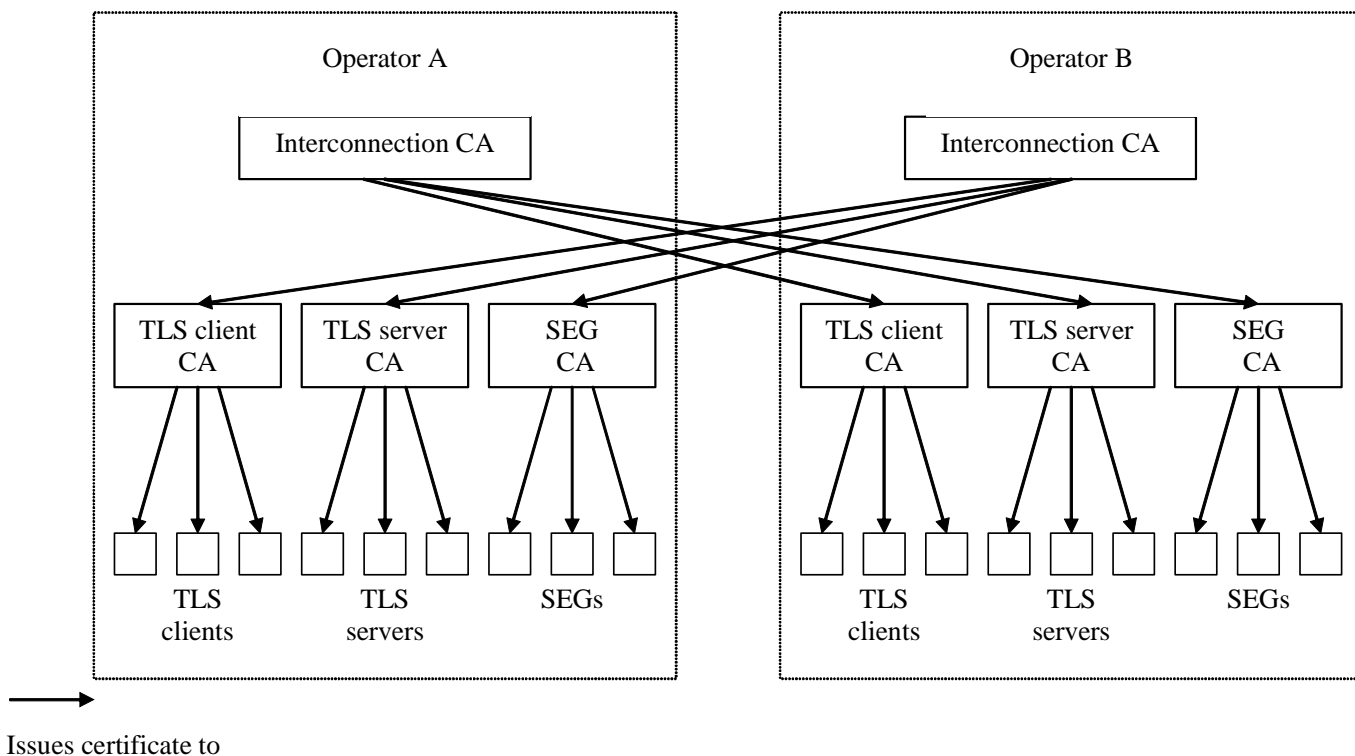 Operator A
Operator B
Interconnection CA
Interconnection CA
TLS client
CA
TLS server
CA
SEG
CA
TLS client
CA
TLS server
CA
SEG
CA
TLS
clients
TLS
servers
SEGs
TLS
clients
TLS
servers
SEGs
Issues certificate to